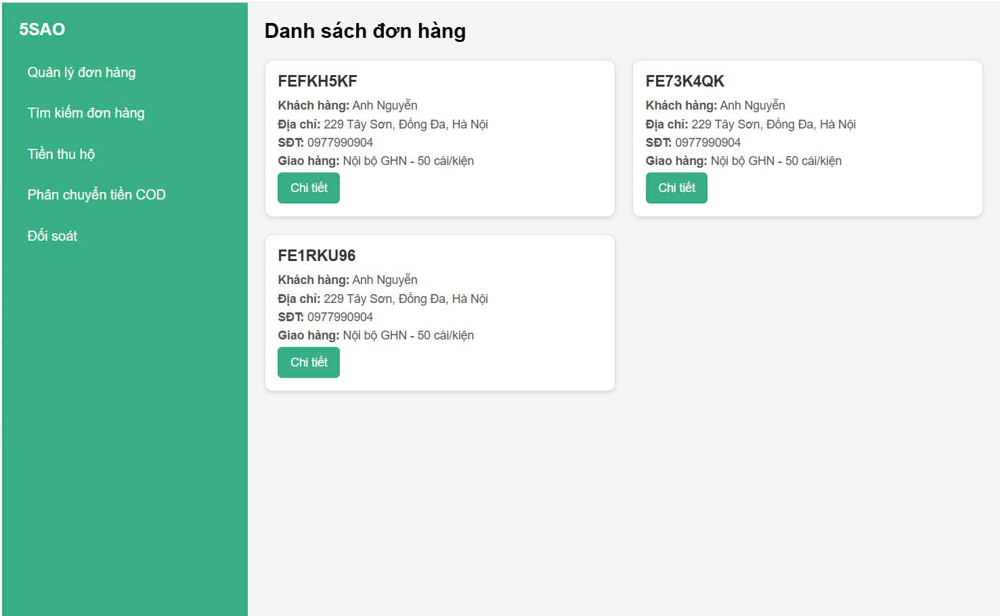 5SAO
Quản lý đơn hàng
Tìm kiếm đơn hàng
Tiền thu hộ
Phân chuyển tiền COD
Đối soát
Danh sách đơn hàng
FEFKH5KF
Khách hàng: Anh Nguyễn
Địa chỉ: 229 Tây Sơn, Đống Đa, Hà Nội
SĐT: 0977990904
Giao hàng: Nội bộ GHN - 50 cái/kiện
Chi tiết
FE73K4QK
Khách hàng: Anh Nguyễn
Địa chỉ: 229 Tây Sơn, Đống Đa, Hà Nội
SĐT: 0977990904
Giao hàng: Nội bộ GHN - 50 cái/kiện
Chi tiết
FE1RKU96
Khách hàng: Anh Nguyễn
Địa chỉ: 229 Tây Sơn, Đống Đa, Hà Nội
SĐT: 0977990904
Giao hàng: Nội bộ GHN - 50 cái/kiện
Chi tiết